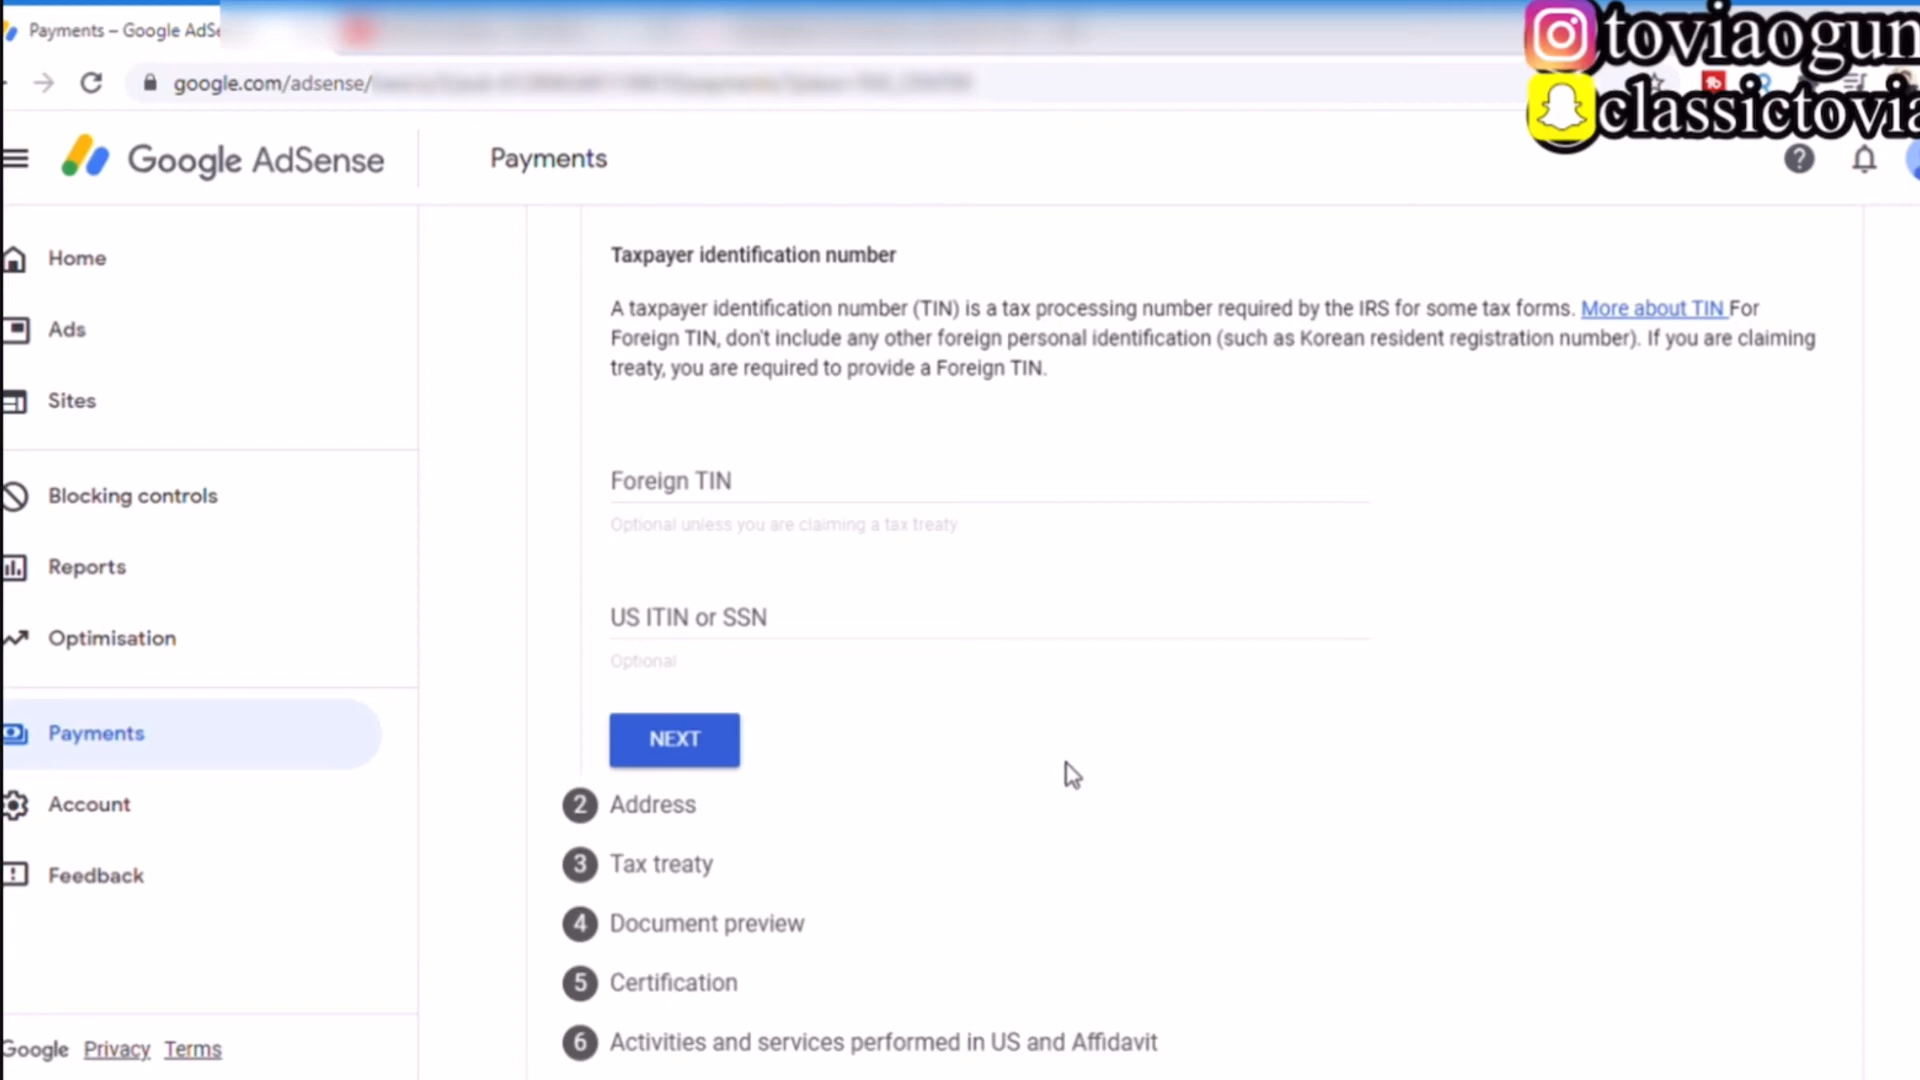 Payments – Google AdSe
toviaogun
google.com/adsense/
classictovia
Google AdSense
Payments
Home
Ads
Sites
Blocking controls
Reports
Optimisation
Payments
Account
Feedback
Google Privacy Terms
Taxpayer identification number
A taxpayer identification number (TIN) is a tax processing number required by the IRS for some tax forms. More about TIN For
Foreign TIN, don't include any other foreign personal identification (such as Korean resident registration number). If you are claiming
treaty, you are required to provide a Foreign TIN.
Foreign TIN
Optional unless you are claiming a tax treaty
US ITIN or SSN
Optional
NEXT
2 Address
3 Tax treaty
4 Document preview
5 Certification
6 Activities and services performed in US and Affidavit